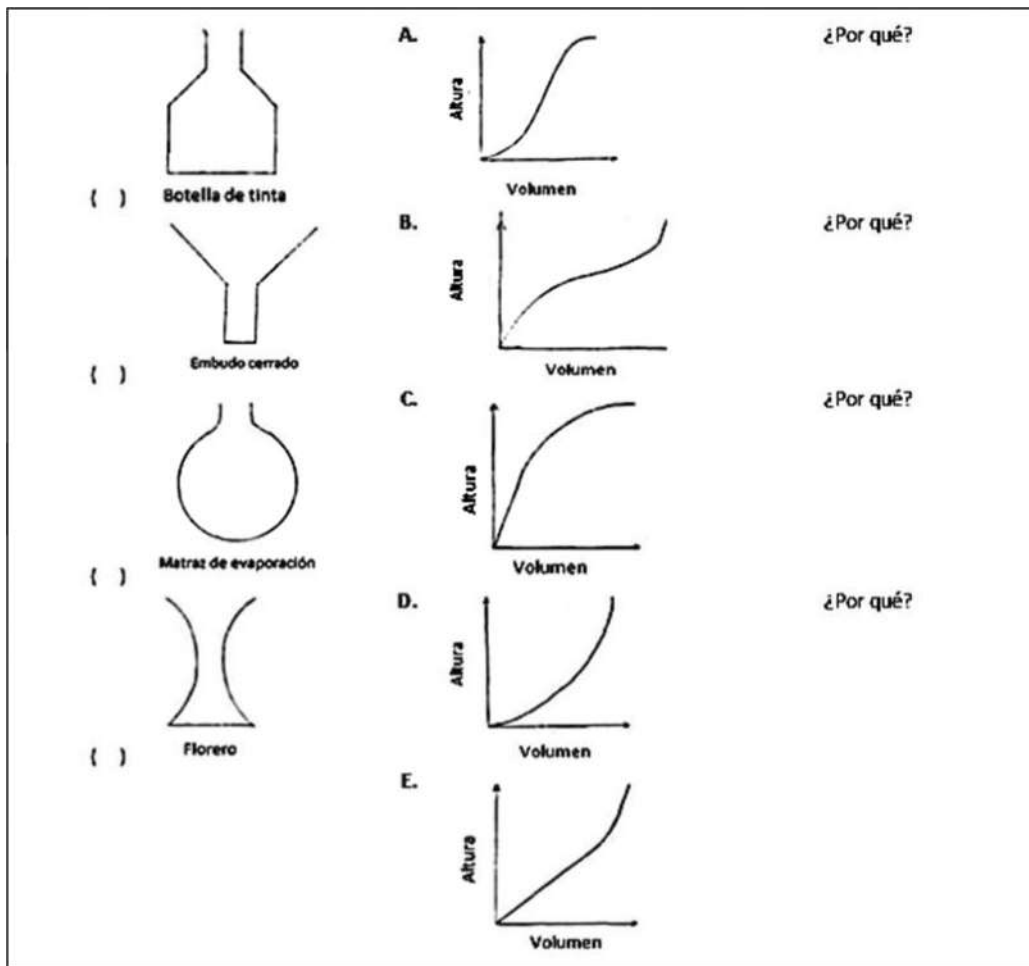 A.
¿Por qué?
Altura
Volumen
( ) Botella de tinta
B.
¿Por qué?
Altura
Volumen
Embudo cerrado
( )
C.
¿Por qué?
Altura
Volumen
Matraz de evaporación
( )
D.
¿Por qué?
Altura
Volumen
Florero
( )
E.
Altura
Volumen